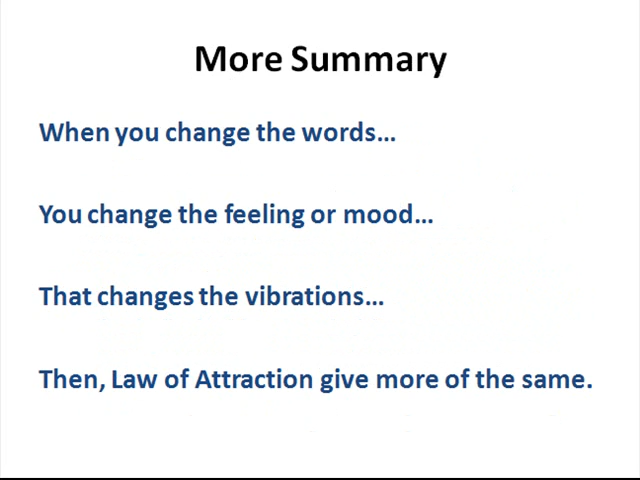 More Summary
When you change the words...
You change the feeling or mood...
That changes the vibrations...
Then, Law of Attraction give more of the same.